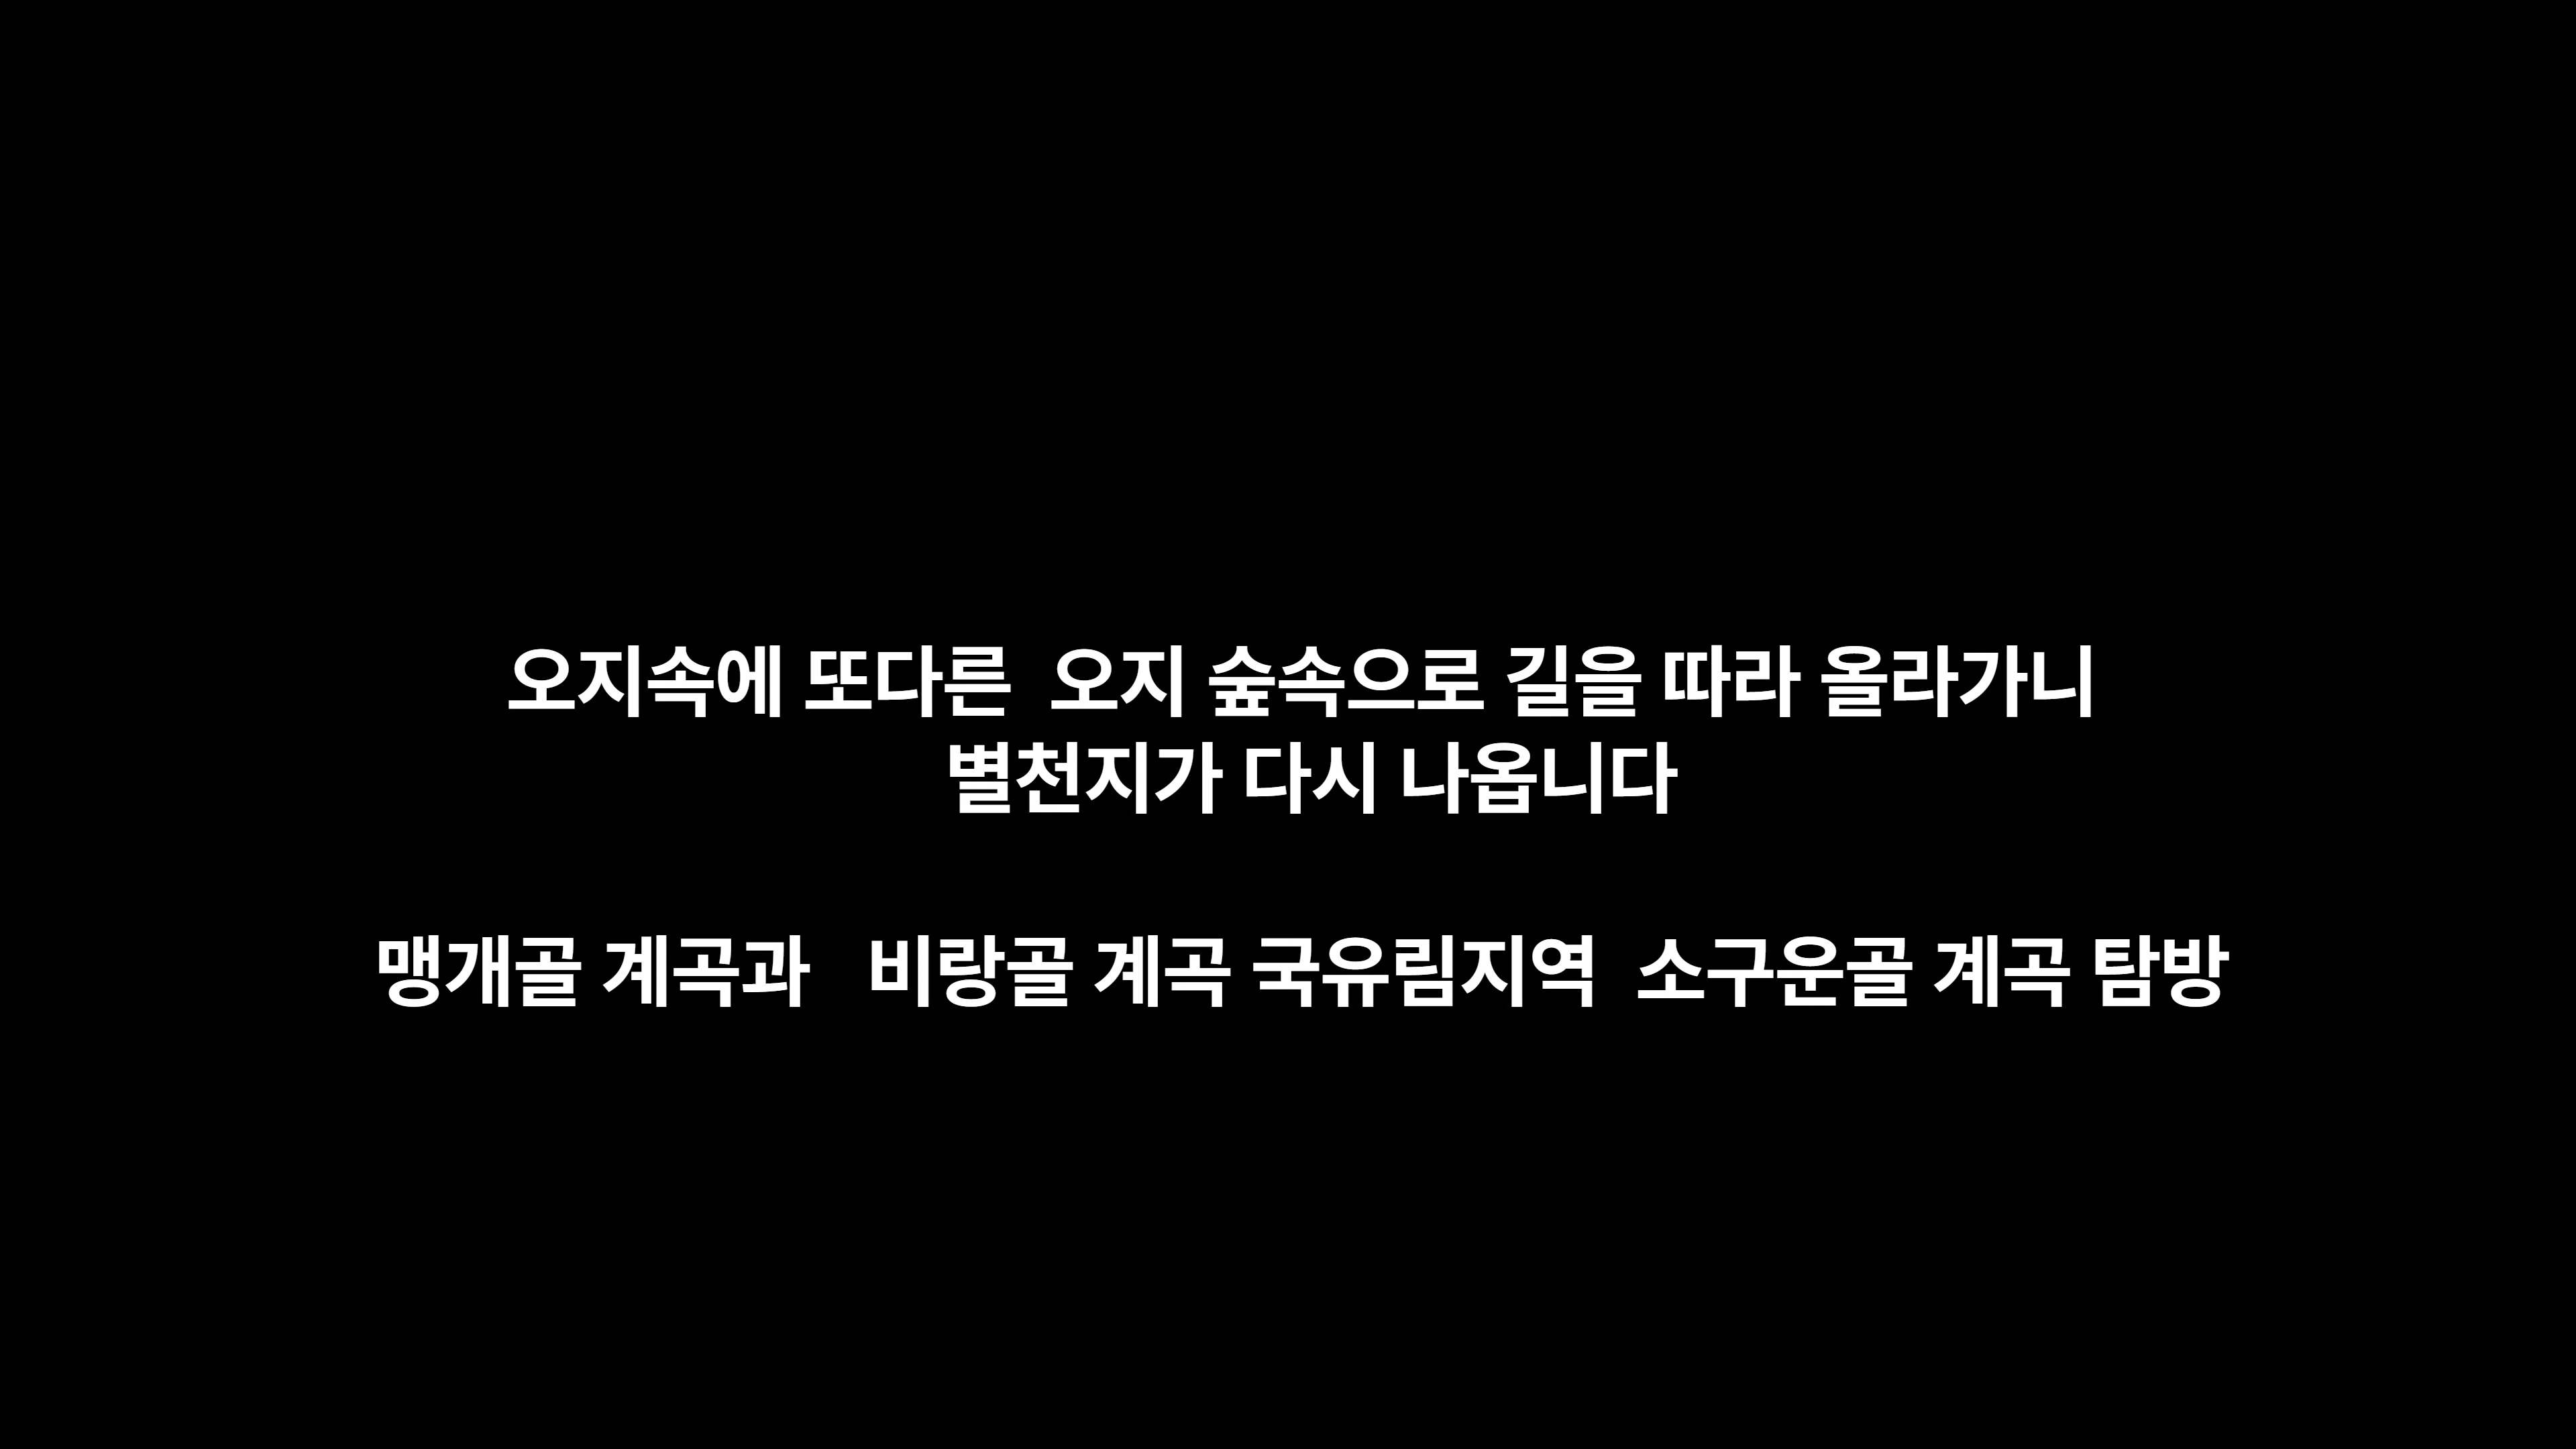 오지속에 또다른  오지 숲속으로 길을 따라 올라가니
별천지가 다시 나옵니다
맹개골 계곡과   비랑골 계곡 국유림지역  소구운골 계곡 탐방